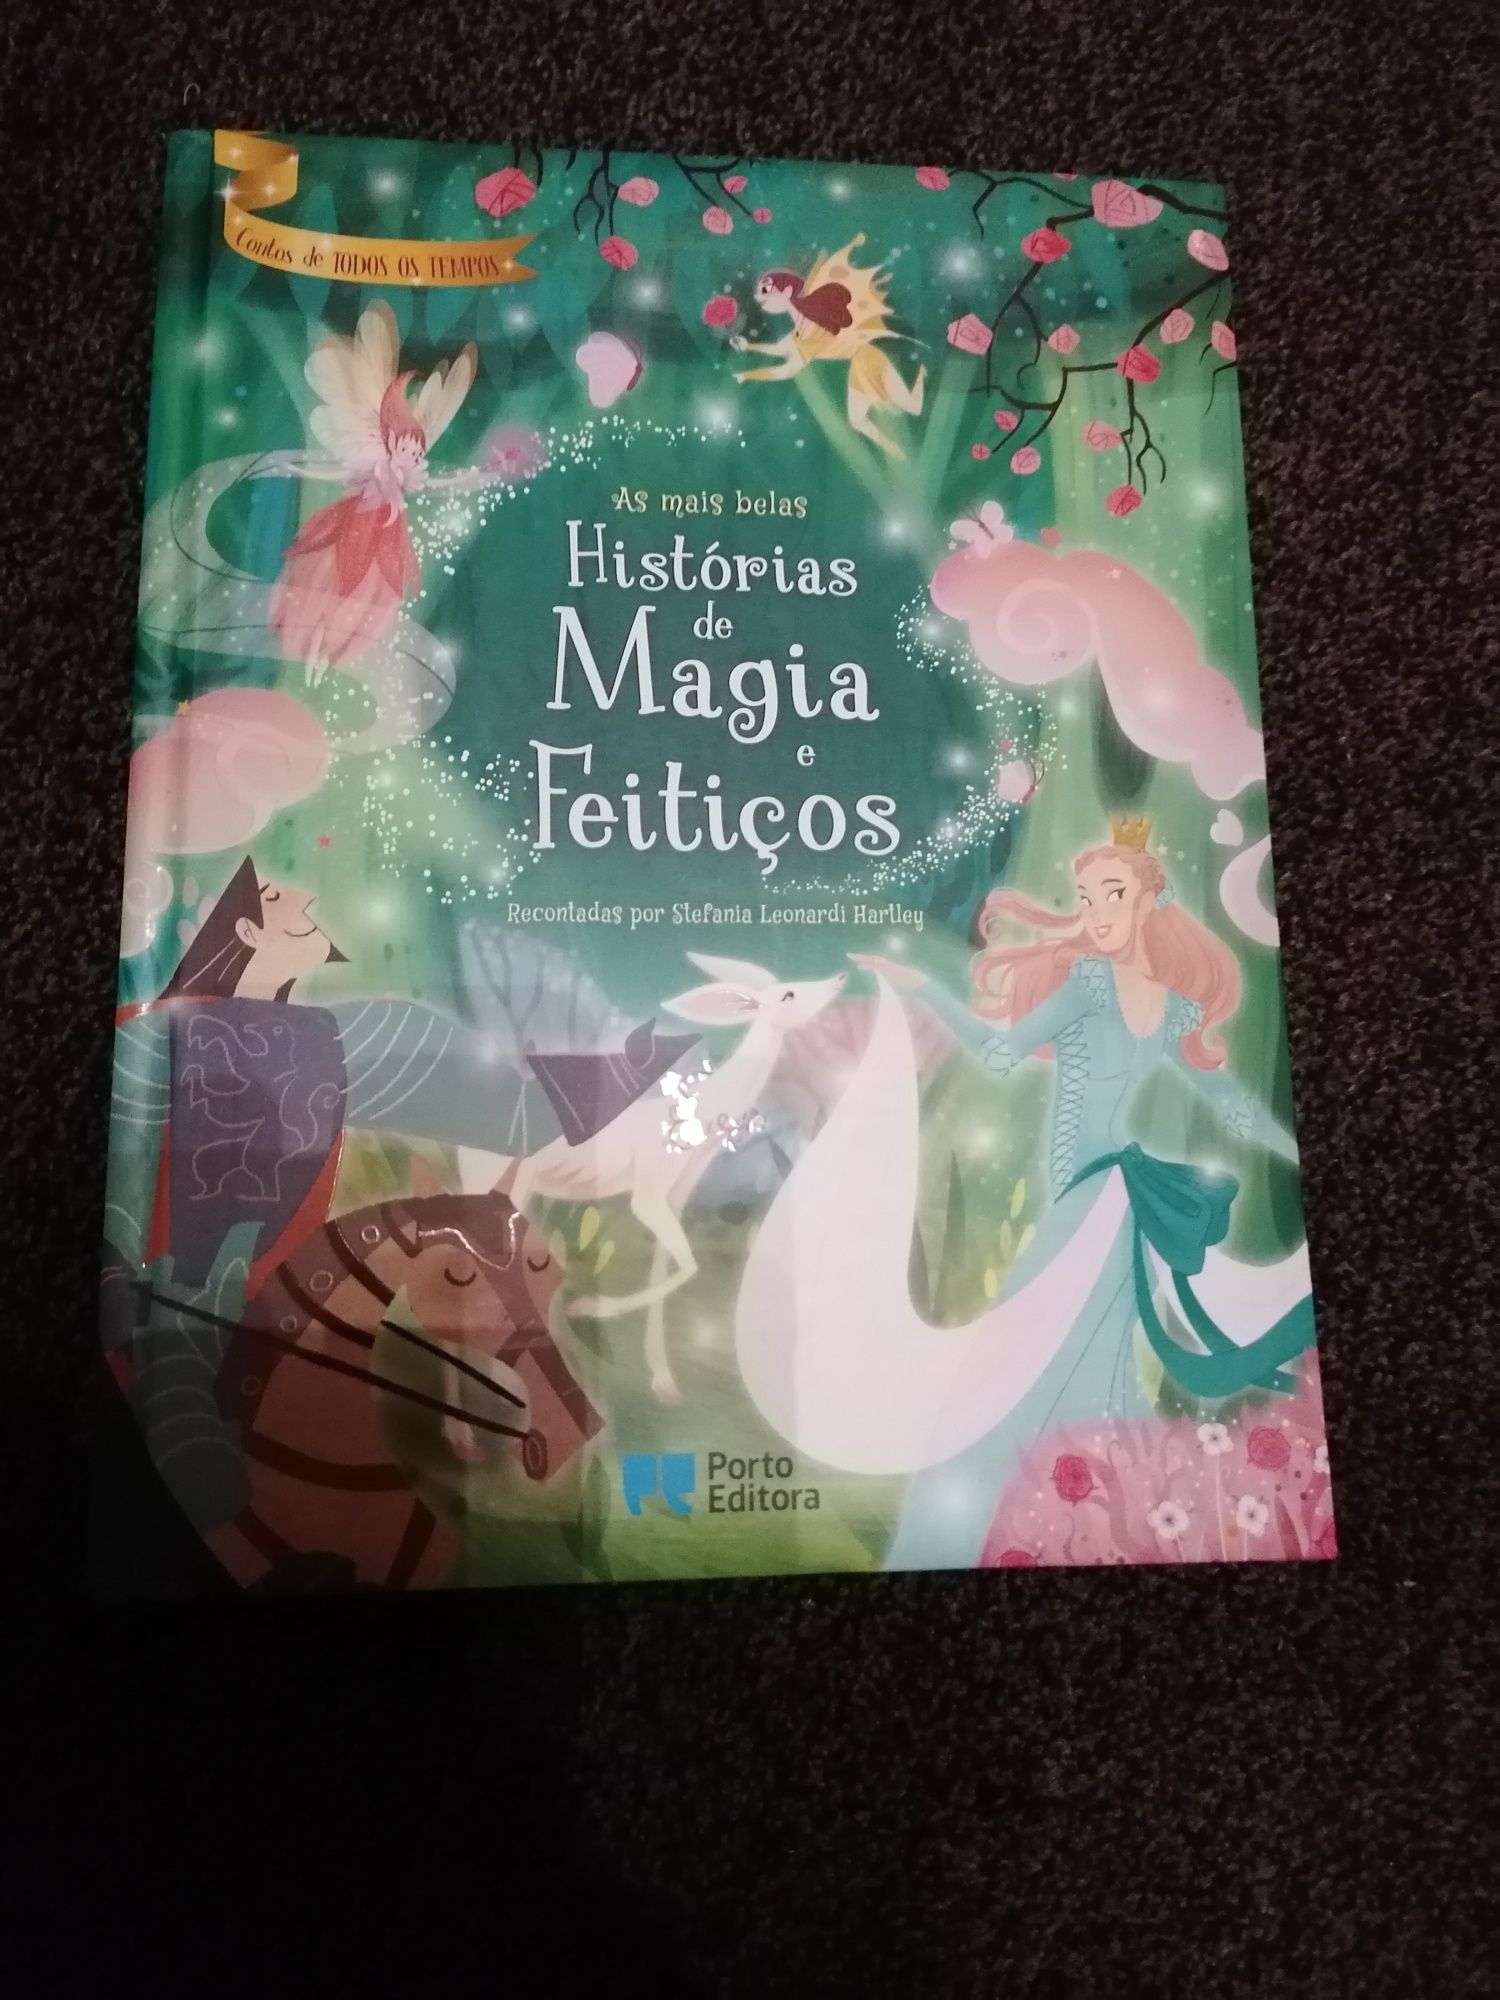 Contos de TODOS OS TEMPOS
As mais belas
Histórias
de
Magia
e
Feitiços
Recontadas por Stefania Leonardi Hartley
Porto
Editora